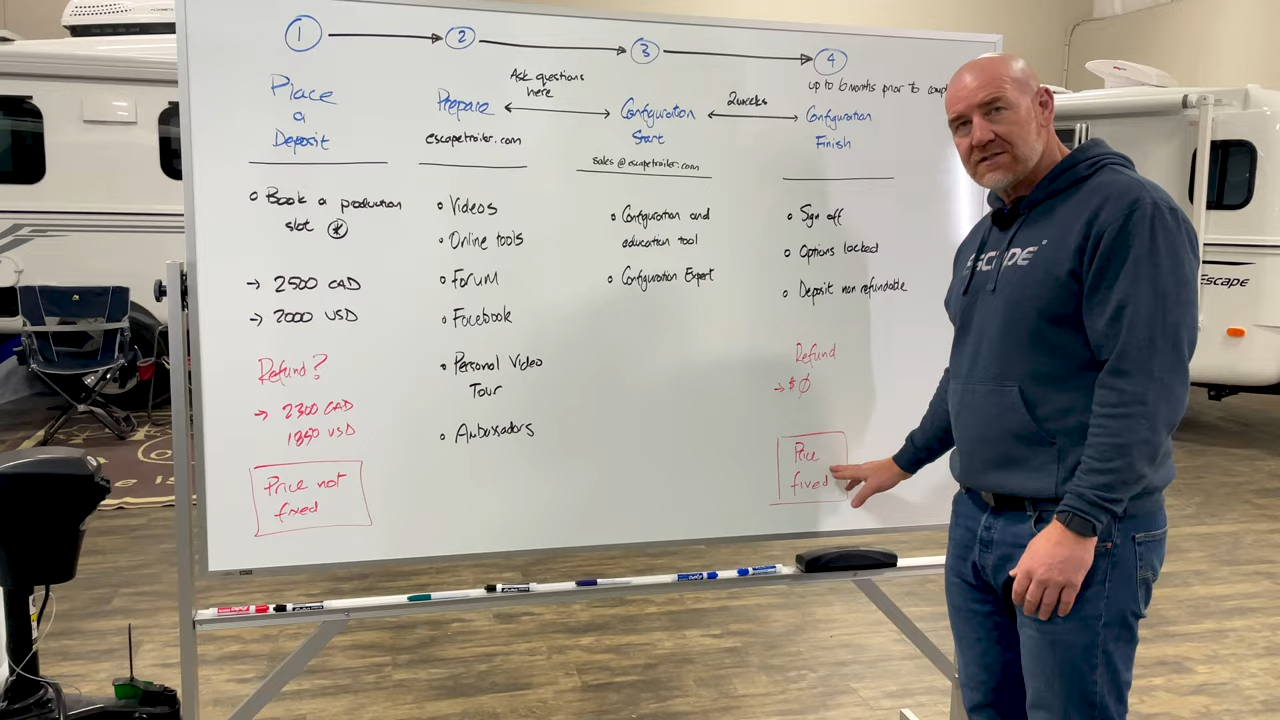 1
2
3
4
Place
a
Deposit
Book a production
slot
→ 2500 CAD
→ 2000 USD
Refund?
→ 2300 CAD
1850 USD
Price not
fixed
Prepare
escapetrailer.com
Videos
Online tools
Forum
Facebook
Personal Video
Tour
Ambassadors
Ask questions
here
Configuration
Start
sales@escapetrailer.com
Configuration and
education tool
Configuration Expert
2weeks
up to 6 months prior to
Configuration
Finish
Sign off
Options locked
Deposit non refundable
Refund
→ $0
Price
fixed
ESCAPE
Escape